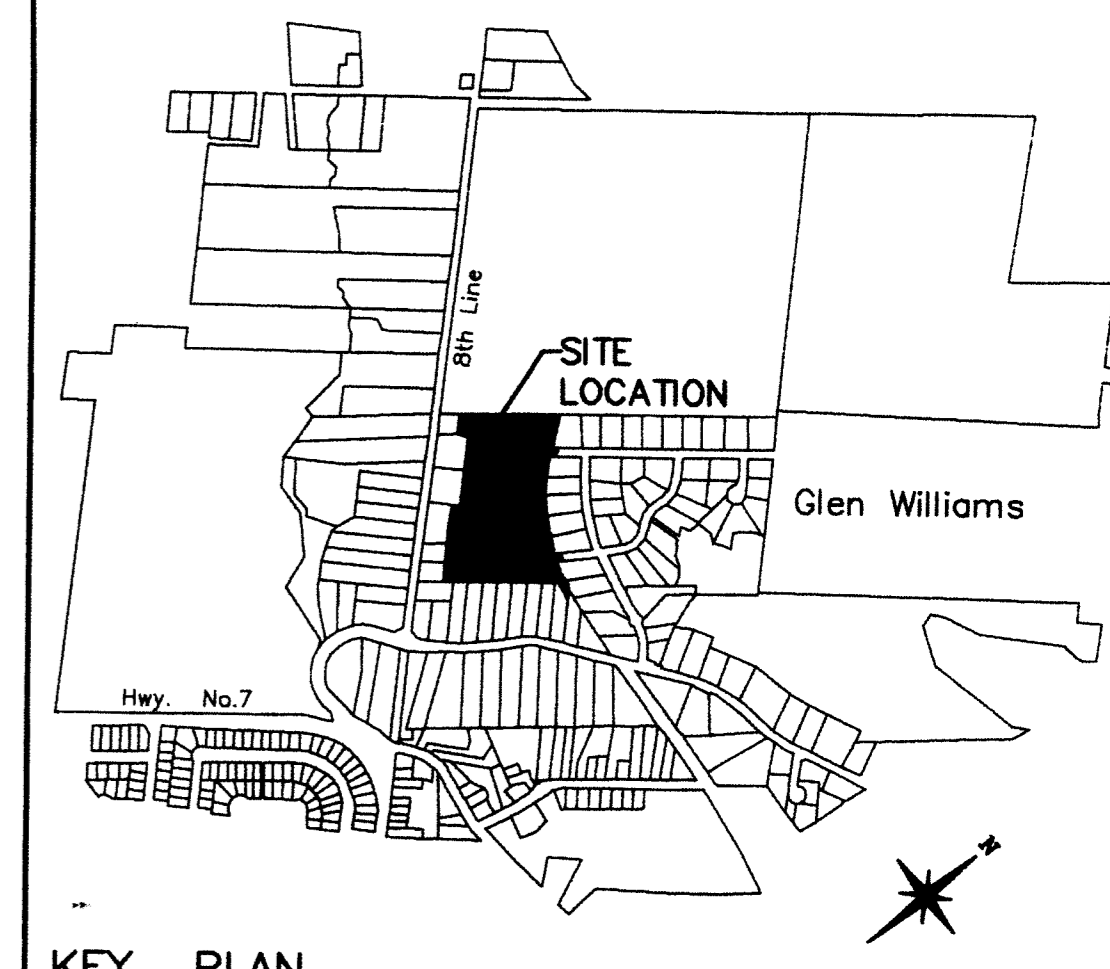 8th Line
SITE
LOCATION
Glen Williams
Hwy. No.7
N
KEY PLAN